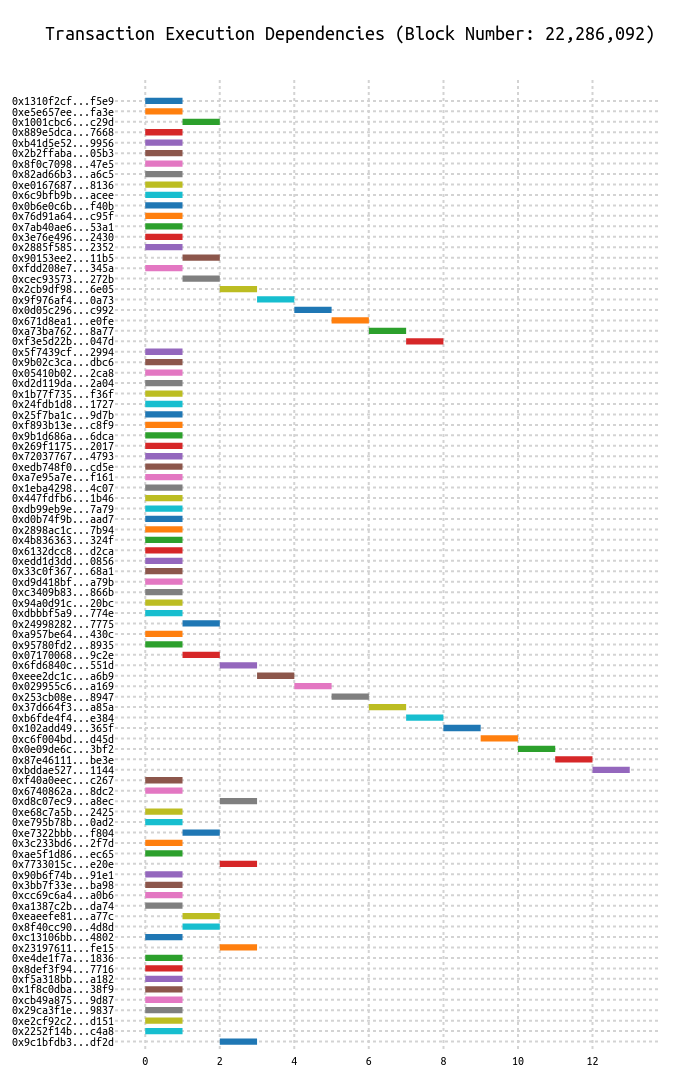 Transaction Execution Dependencies (Block Number: 22,286,092)
0x1310f2cf...f5e9
0xe5e657ee...fa3e
0x1001cbc6...c29d
0x889e5dca...7668
0xb41d5e52...9956
0x2b2ffaba...05b3
0x8f0c7098...47e5
0x82ad66b3...a6c5
0xe0167687...8136
0x6c9bfb9b...acee
0x0b6e0c6b...f40b
0x76d91a64...c95f
0x7ab40ae6...53a1
0x3e76e496...2430
0x2885f585...2352
0x90153ee2...11b5
0xfdd208e7...345a
0xcec93573...272b
0x2cb9df98...6e05
0x9f976af4...0a73
0x0d05c296...c992
0x671d8ea1...e0fe
0xa73ba762...8a77
0xf3e5d22b...047d
0x5f7439cf...2994
0x9b02c3ca...dbc6
0x05410b02...2ca8
0xd2d119da...2a04
0x1b77f735...f36f
0x24fdb1d8...1727
0x25f7ba1c...9d7b
0xf893b13e...c8f9
0x9b1d686a...6dca
0x269f1175...2017
0x72037767...4793
0xedb748f0...cd5e
0xa7e95a7e...f161
0x1eba4298...4c07
0x447fdfb6...1b46
0xdb99eb9e...7a79
0xd0b74f9b...aad7
0x2898ac1c...7b94
0x4b836363...324f
0x6132dcc8...d2ca
0xedd1d3dd...0856
0x33c0f367...68a1
0xd9d418bf...a79b
0xc3409b83...866b
0x94a0d91c...20bc
0xdbbbf5a9...774e
0x24998282...7775
0xa957be64...430c
0x95780fd2...8935
0x07170068...9c2e
0x6fd6840c...551d
0xeee2dc1c...a6b9
0x029955c6...a169
0x253cb08e...8947
0x37d664f3...a85a
0xb6fde4f4...e384
0x102add49...365f
0xc6f004bd...d45d
0x0e09de6c...3bf2
0x87e46111...be3e
0xbddae527...1144
0xf40a0eec...c267
0x6740862a...8dc2
0xd8c07ec9...a8ec
0xe68c7a5b...2425
0xe795b78b...0ad2
0xe7322bbb...f804
0x3c233bd6...2f7d
0xae5f1d86...ec65
0x7733015c...e20e
0x90b6f74b...91e1
0x3bb7f33e...ba98
0xcc69c6a4...a0b6
0xa1387c2b...da74
0xeaeefe81...a77c
0x8f40cc90...4d8d
0xc13106bb...4802
0x23197611...fe15
0xe4de1f7a...1836
0x8def3f94...7716
0xf5a318bb...a182
0x1f8c0dba...38f9
0xcb49a875...9d87
0x29ca3f1e...9837
0xe2cf92c2...d151
0x2252f14b...c4a8
0x9c1bfdb3...df2d
0 2 4 6 8 10 12